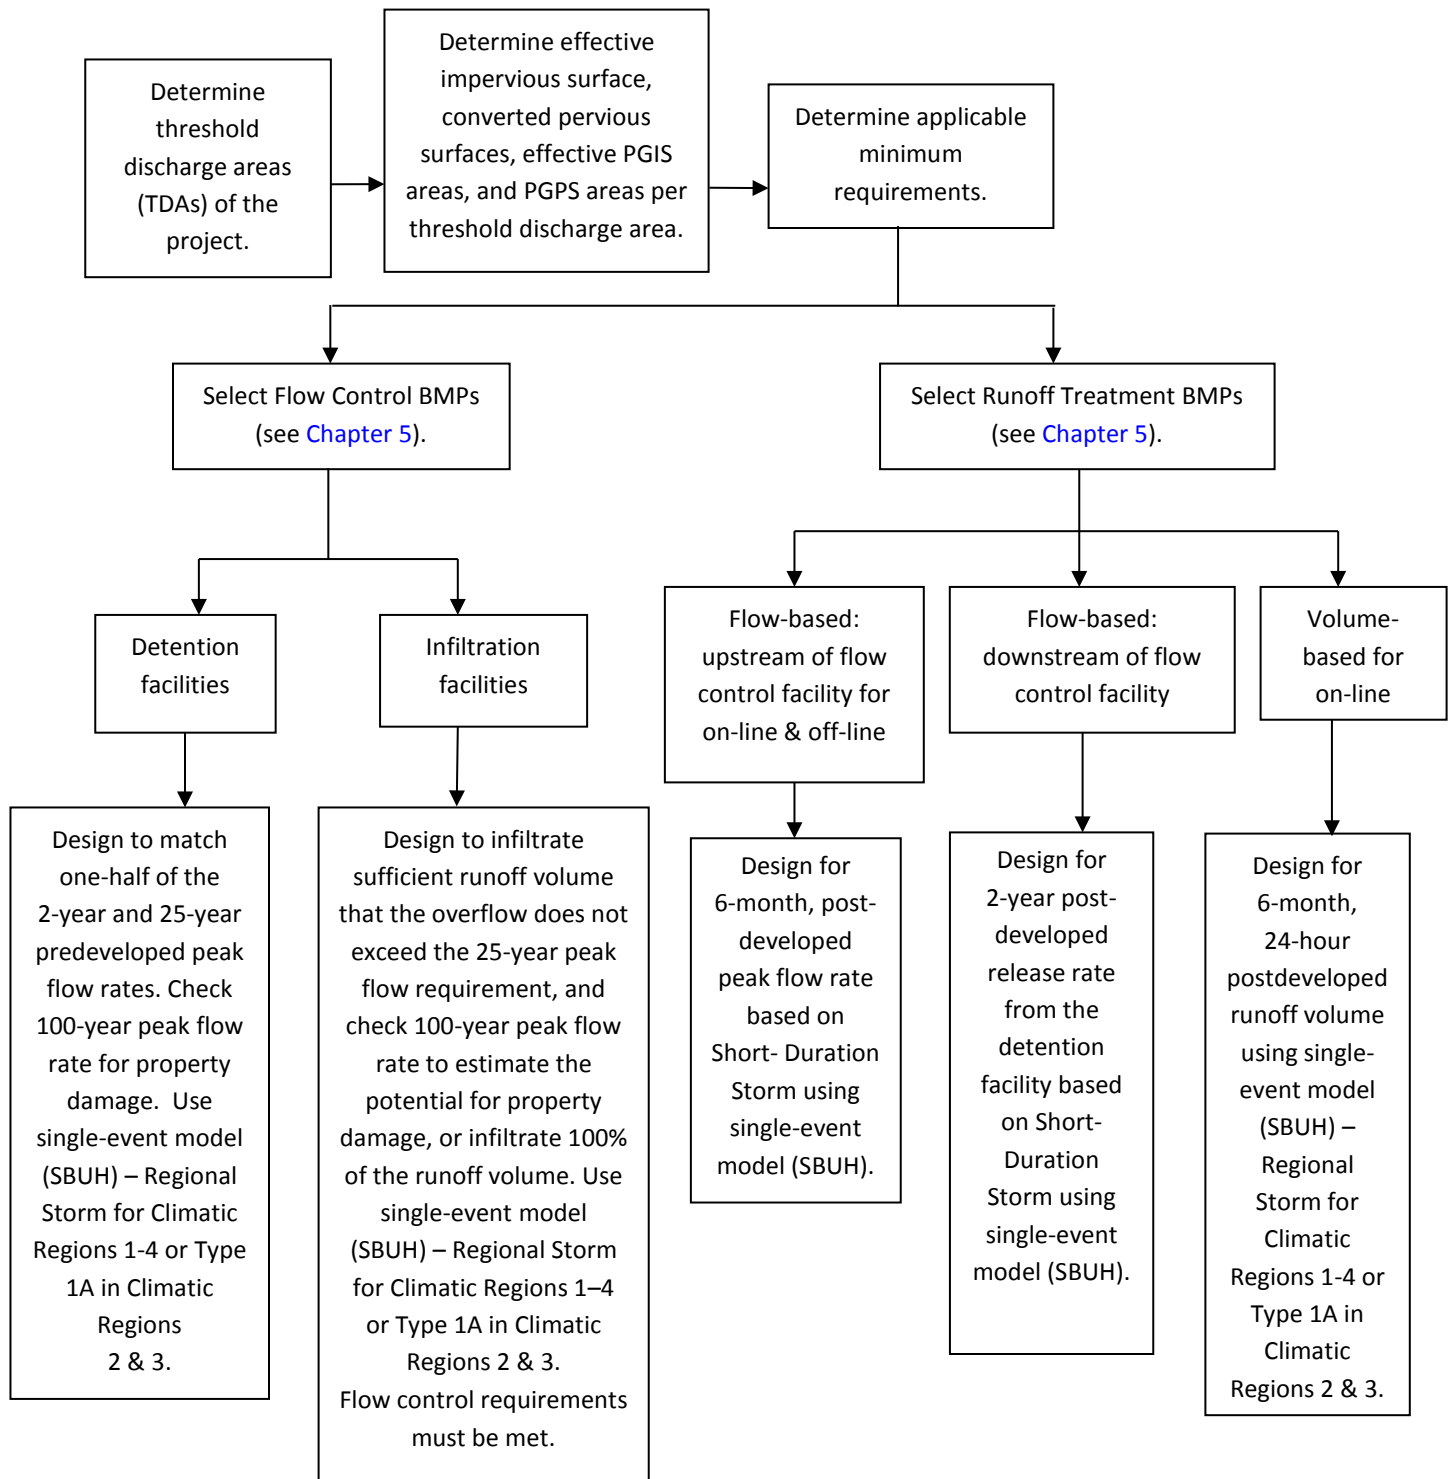 Determine
threshold
discharge areas
(TDAs) of the
project.
Determine effective
impervious surface,
converted pervious
surfaces, effective PGIS
areas, and PGPS areas per
threshold discharge area.
Determine applicable
minimum
requirements.
Select Flow Control BMPs
(see Chapter 5).
Select Runoff Treatment BMPs
(see Chapter 5).
Detention
facilities
Infiltration
facilities
Flow-based:
upstream of flow
control facility for
on-line & off-line
Flow-based:
downstream of flow
control facility
Volume-
based for
on-line
Design to match
one-half of the
2-year and 25-year
predeveloped peak
flow rates. Check
100-year peak flow
rate for property
damage.  Use
single-event model
(SBUH) – Regional
Storm for Climatic
Regions 1-4 or Type
1A in Climatic
Regions
2 & 3.
Design to infiltrate
sufficient runoff volume
that the overflow does not
exceed the 25-year peak
flow requirement, and
check 100-year peak flow
rate to estimate the
potential for property
damage, or infiltrate 100%
of the runoff volume. Use
single-event model
(SBUH) – Regional Storm
for Climatic Regions 1–4
or Type 1A in Climatic
Regions 2 & 3.
Flow control requirements
must be met.
Design for
6-month, post-
developed
peak flow rate
based on
Short- Duration
Storm using
single-event
model (SBUH).
Design for
2-year post-
developed
release rate
from the
detention
facility based
on Short-
Duration
Storm using
single-event
model (SBUH).
Design for
6-month,
24-hour
postdeveloped
runoff volume
using single-
event model
(SBUH) –
Regional
Storm for
Climatic
Regions 1-4 or
Type 1A in
Climatic
Regions 2 & 3.